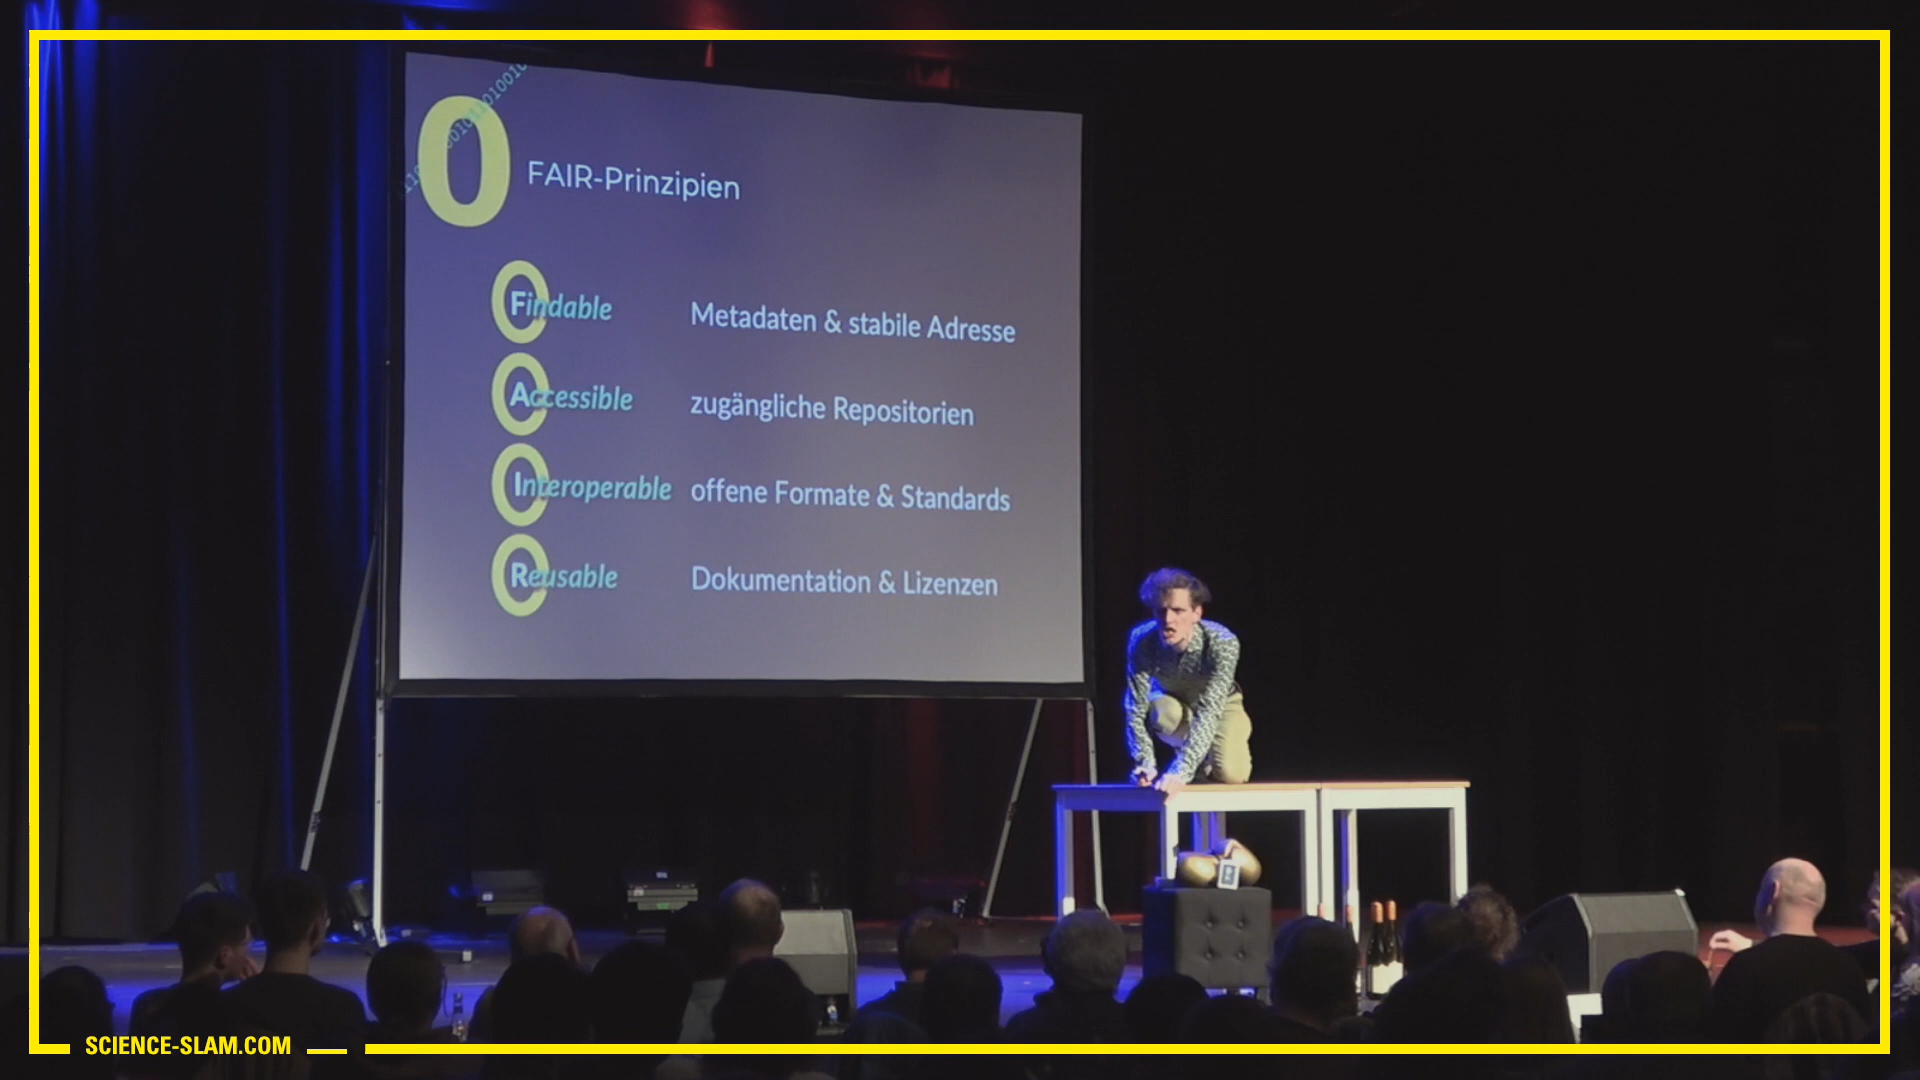 0
FAIR-Prinzipien
Findable Metadaten & stabile Adresse
Accessible zugängliche Repositorien
Interoperable offene Formate & Standards
Reusable Dokumentation & Lizenzen
SCIENCE-SLAM.COM